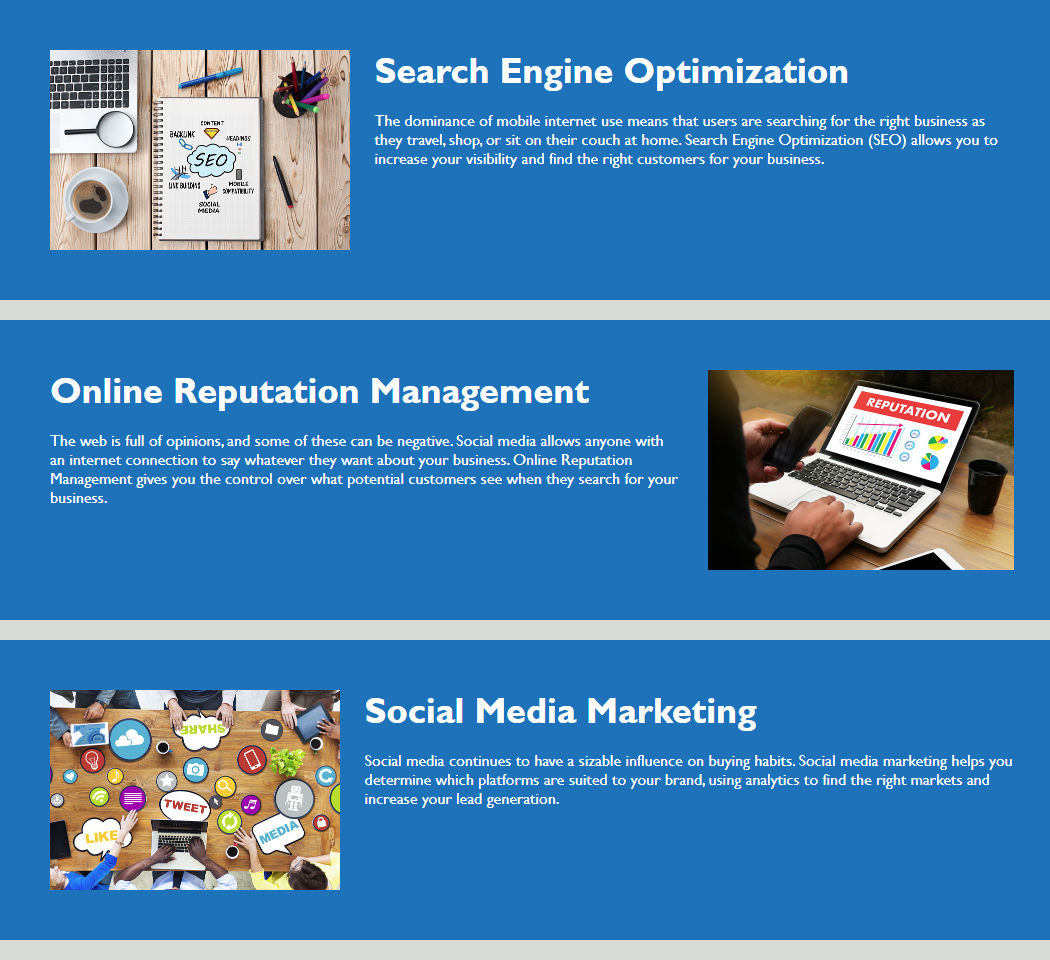 Search Engine Optimization
The dominance of mobile internet use means that users are searching for the right business as
they travel, shop, or sit on their couch at home. Search Engine Optimization (SEO) allows you to
increase your visibility and find the right customers for your business.
CONTENT
BACKLINK
HEADINGS
SEO
LINK BUILDING
MOBILE
COMPATIBILITY
SOCIAL
MEDIA
Online Reputation Management
The web is full of opinions, and some of these can be negative. Social media allows anyone with
an internet connection to say whatever they want about your business. Online Reputation
Management gives you the control over what potential customers see when they search for your
business.
REPUTATION
Social Media Marketing
Social media continues to have a sizable influence on buying habits. Social media marketing helps you
determine which platforms are suited to your brand, using analytics to find the right markets and
increase your lead generation.
SHARE
TWEET
LIKE
MEDIA